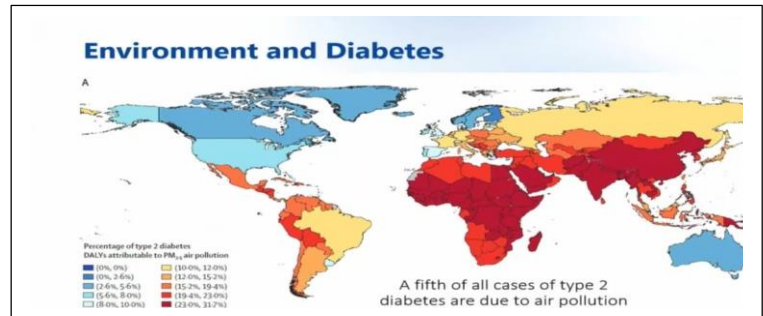 Environment and Diabetes
A
Percentage of type 2 diabetes
DALYs attributable to PM2.5 air pollution
(0%, 0%)
(0%, 2·6%)
(2·6%, 5·6%)
(5·6%, 8·0%)
(8·0%, 10·0%)
(10·0%, 12·0%)
(12·0%, 15·2%)
(15·2%, 19·4%)
(19·4%, 23·0%)
(23·0%, 31·7%)
A fifth of all cases of type 2
diabetes are due to air pollution